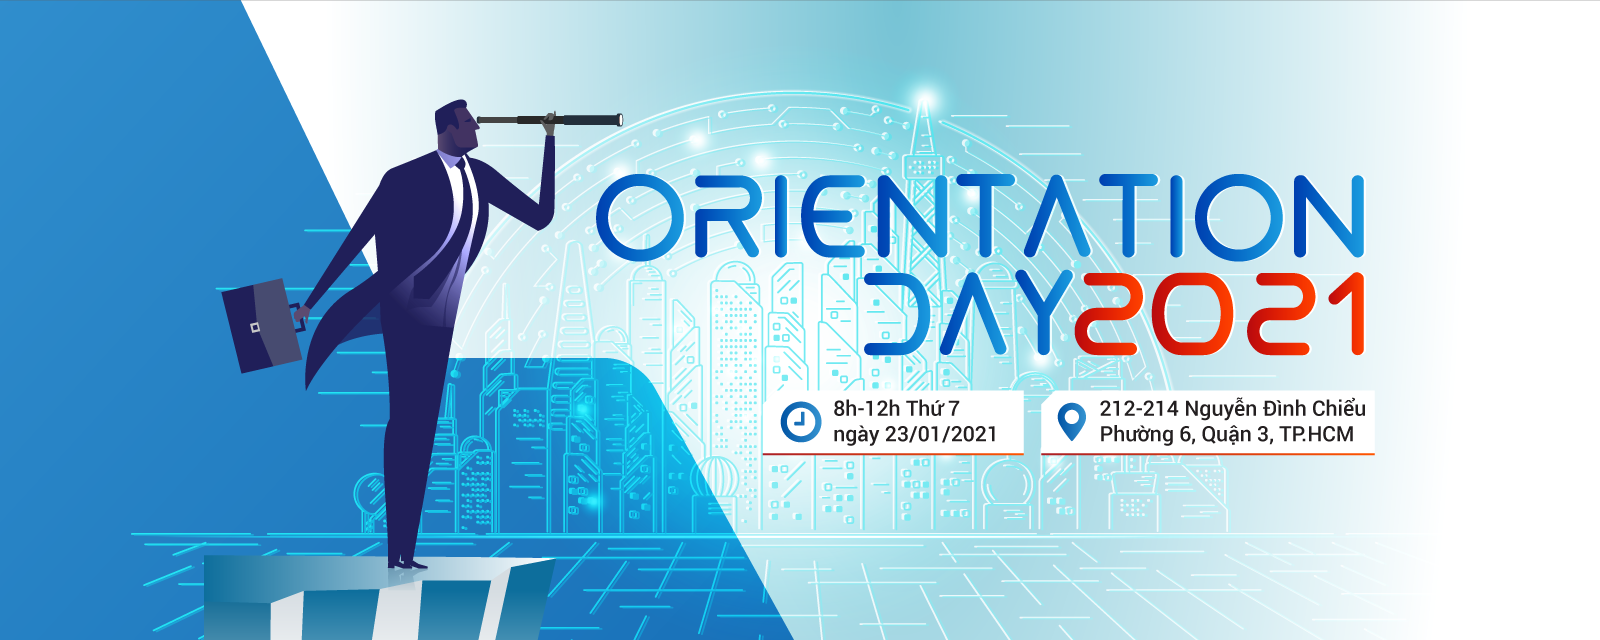 ORIENTATION
DAY2021
8h-12h Thứ 7
ngày 23/01/2021
212-214 Nguyễn Đình Chiểu
Phường 6, Quận 3, TP.HCM